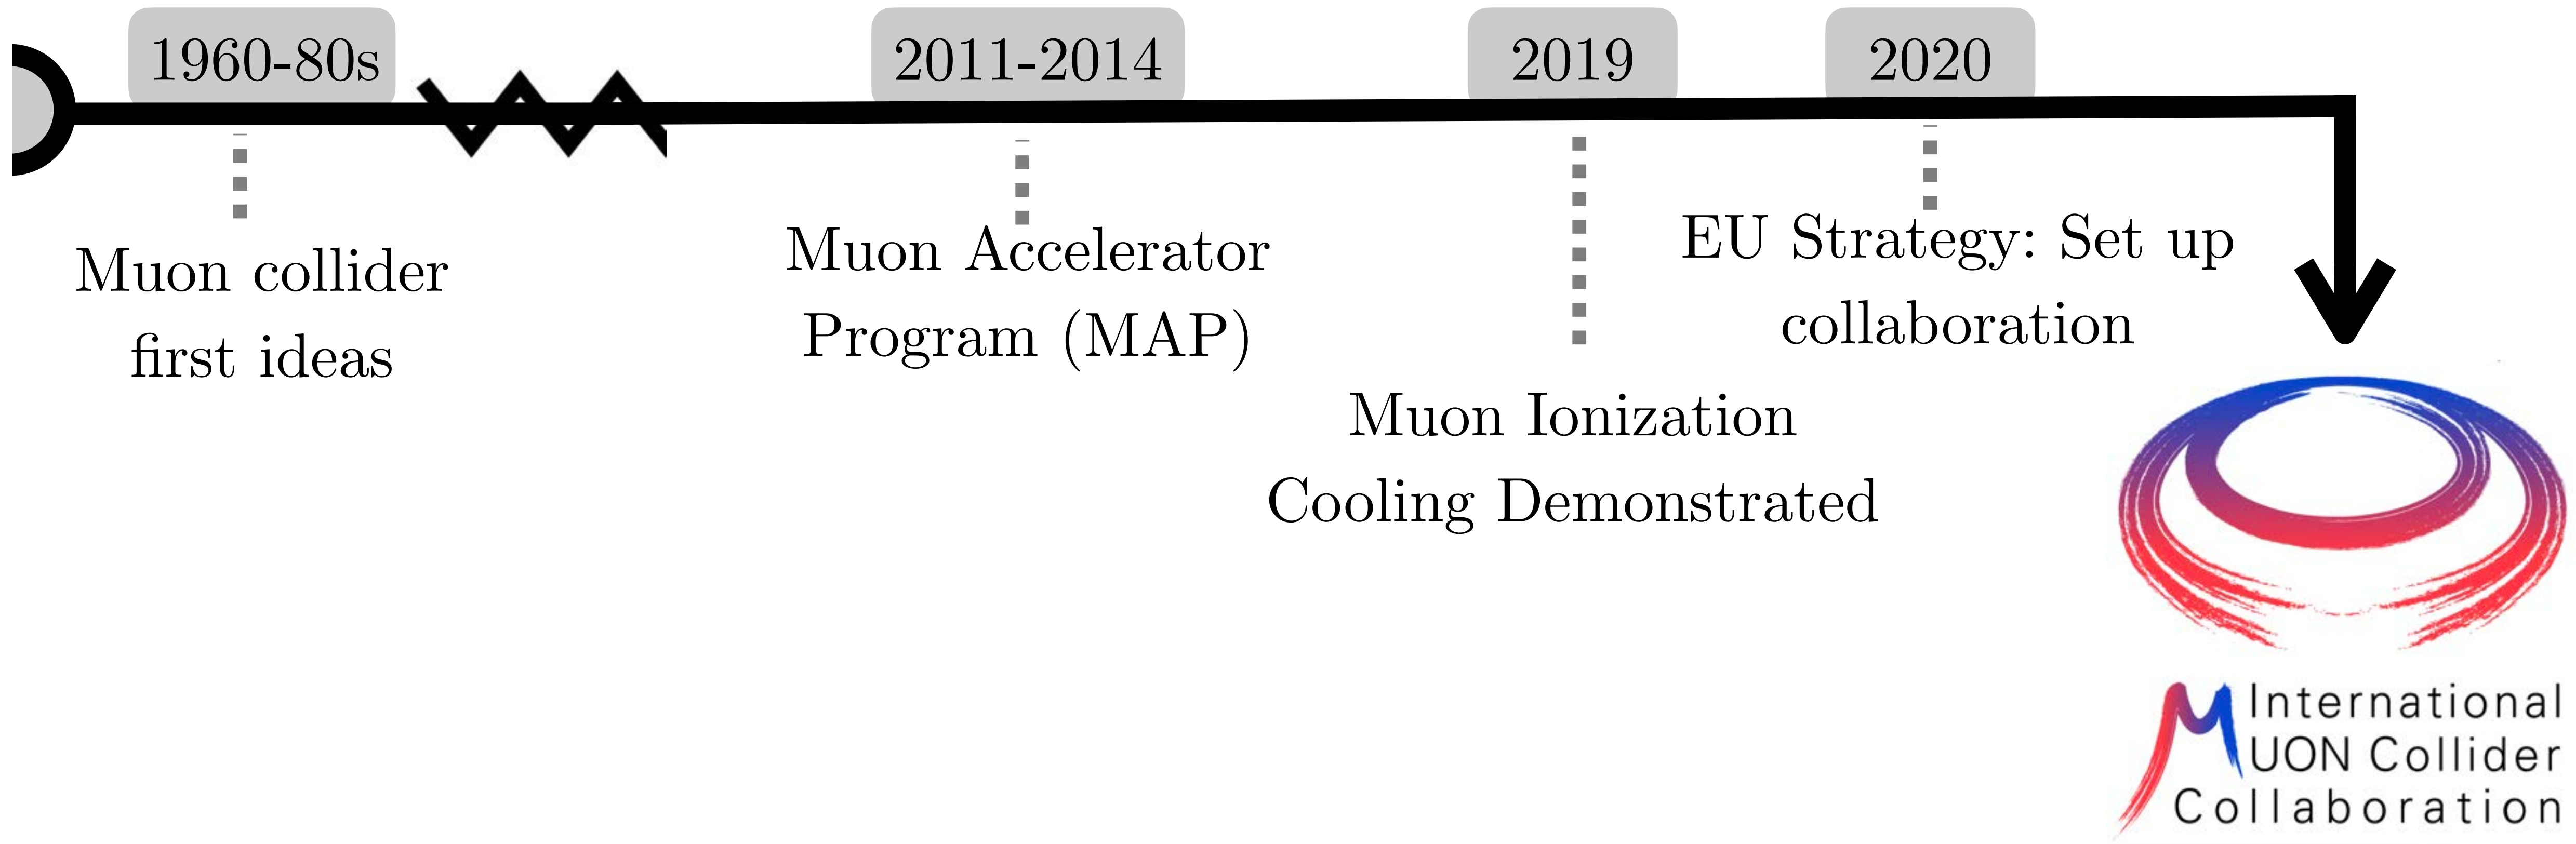 1960-80s
2011-2014
2019
2020
Muon collider
first ideas
Muon Accelerator
Program (MAP)
Muon Ionization
Cooling Demonstrated
EU Strategy: Set up
collaboration
International
MUON Collider
Collaboration